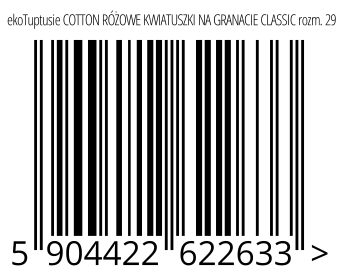 ekoTuptusie COTTON RÓŻOWE KWIATUSZKI NA GRANACIE CLASSIC rozm. 29
5 904422 622633 >